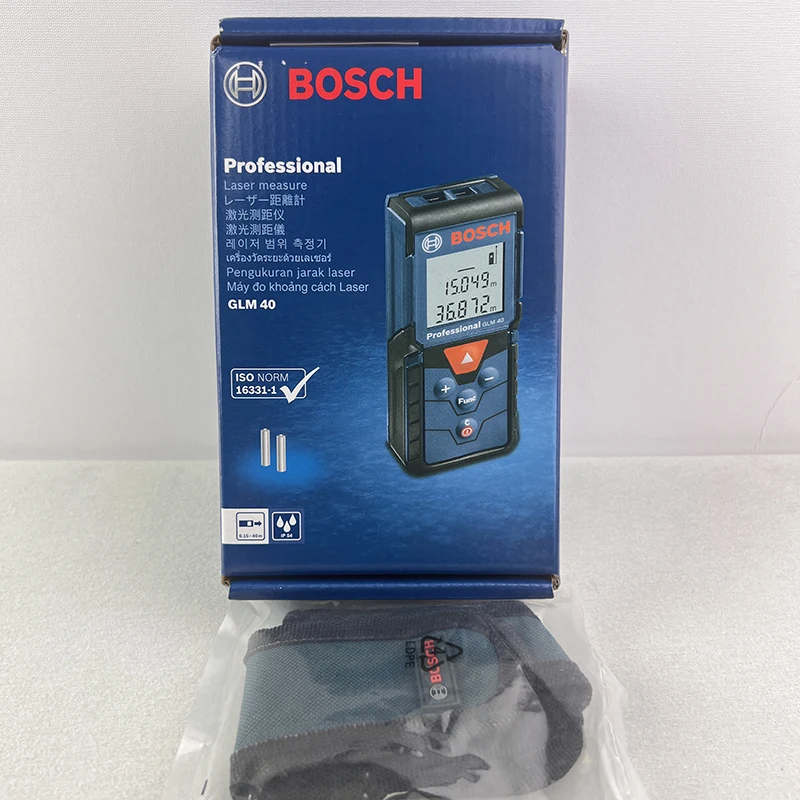 BOSCH
Professional
Laser measure
レーザー距離計
激光测距仪
激光測距儀
레이저 범위 측정기
เครื่องวัดระยะด้วยเลเซอร์
Pengukuran jarak laser
Máy đo khoảng cách Laser
GLM 40
BOSCH
15.049m
36.872m
Professional GLM 40
+
−
Func
C
ISO NORM
16331-1
0.15-40m
IP 54
LDPE
BOSCH